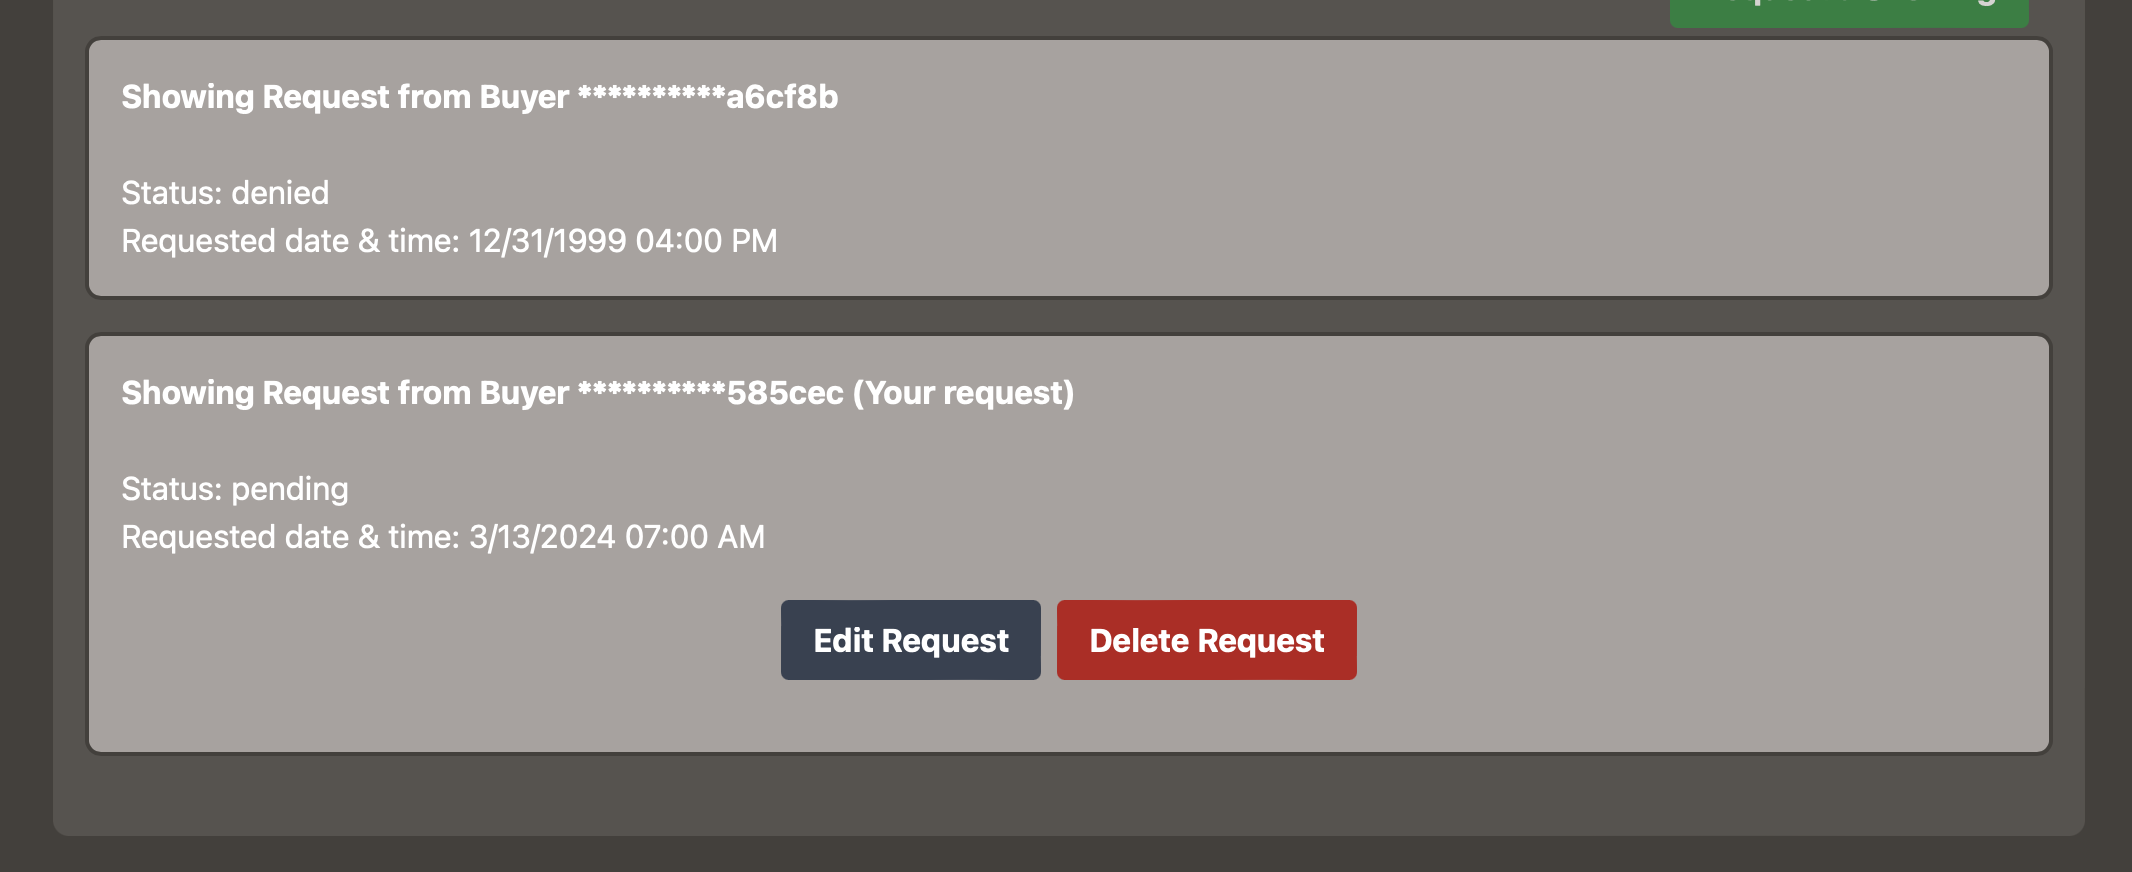 Showing Request from Buyer **********a6cf8b
Status: denied
Requested date & time: 12/31/1999 04:00 PM
Showing Request from Buyer **********585cec (Your request)
Status: pending
Requested date & time: 3/13/2024 07:00 AM
Edit Request
Delete Request